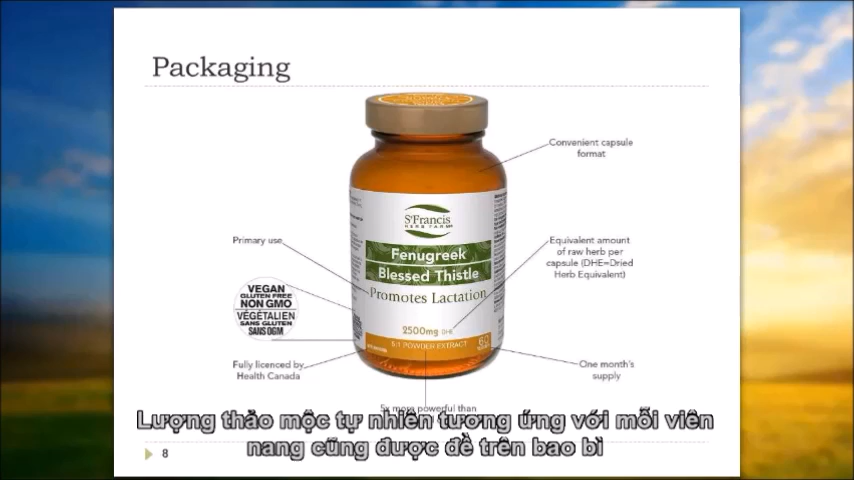 Packaging
Convenient capsule
format
St Francis
HERB FARM
Fenugreek
Blessed Thistle
Promotes Lactation
2500mg DHE
5:1 POWDER EXTRACT
60
Primary use
VEGAN
GLUTEN FREE
NON GMO
VÉGÉTALIEN
SANS GLUTEN
SANS OGM
Equivalent amount
of raw herb per
capsule (DHE=Dried
Herb Equivalent)
Fully licenced by
Health Canada
One month's
supply
5x more powerful than
Lượng thảo mộc tự nhiên tương ứng với mỗi viên
nang cũng được đề trên bao bì
8